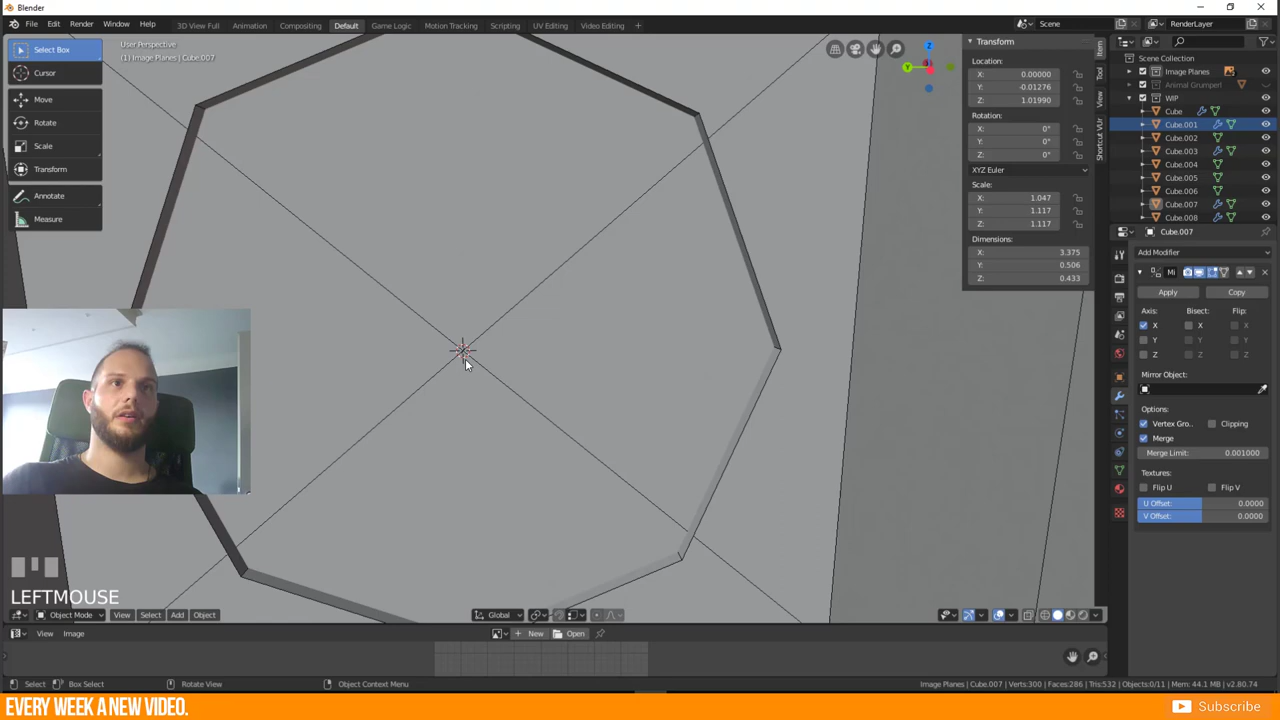 Blender
File Edit Render Window Help 3D View Full Animation Compositing Default Game Logic Motion Tracking Scripting UV Editing Video Editing + Scene RenderLayer
Select Box
Cursor
Move
Rotate
Scale
Transform
Annotate
Measure
User Perspective
(1) Image Planes | Cube.007
Z
Y
Transform
Location:
X: 0.00000
Y: -0.01276
Z: 1.01990
Rotation:
X: 0°
Y: 0°
Z: 0°
XYZ Euler
Scale:
X: 1.047
Y: 1.117
Z: 1.117
Dimensions:
X: 3.375
Y: 0.506
Z: 0.433
Item
Tool
View
Shortcut VUr
Scene Collection
Image Planes
Animal Grumperl
WIP
Cube
Cube.001
Cube.002
Cube.003
Cube.004
Cube.005
Cube.006
Cube.007
Cube.008
Cube.007
Add Modifier
Mi
Apply Copy
Axis: Bisect: Flip:
X X X
Y Y Y
Z Z Z
Mirror Object:
Options:
Vertex Gro.. Clipping
Merge
Merge Limit: 0.001000
Textures:
Flip U Flip V
U Offset: 0.0000
V Offset: 0.0000
LEFTMOUSE
Object Mode View Select Add Object Global
View Image New Open
Select Box Select Rotate View Object Context Menu Image Planes | Cube.007 | Verts:300 | Faces:286 | Tris:532 | Objects:0/11 | Mem: 44.1 MB | v2.80.74
EVERY WEEK A NEW VIDEO. Subscribe